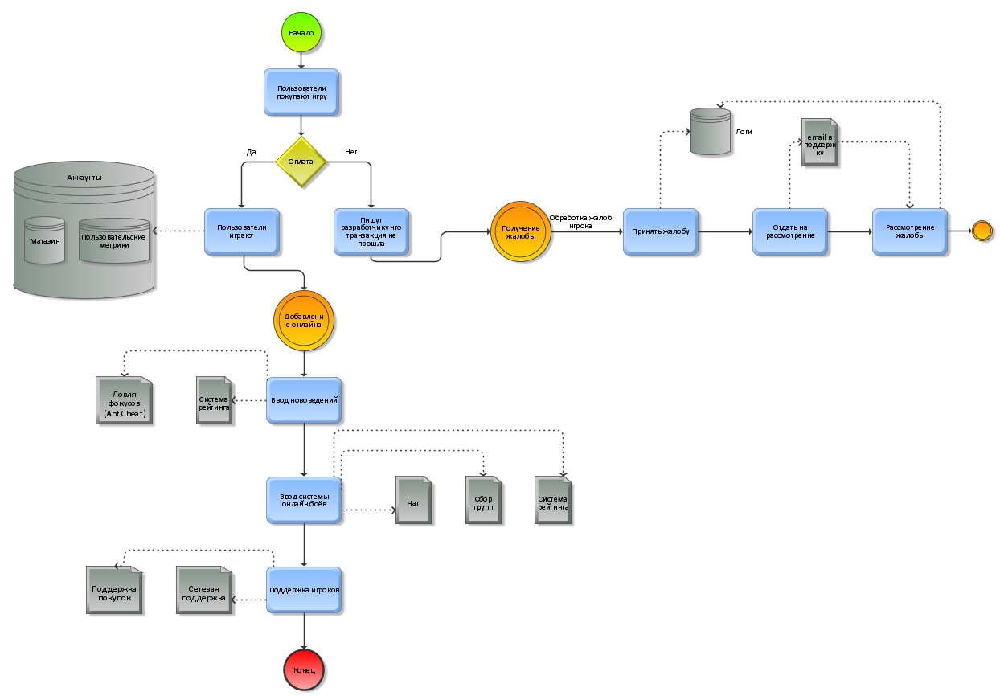 Начало
Пользователи
покупают игру
Да
Нет
Оплата
Аккаунты
Магазин
Пользовательские
метрики
Пользователи
играют
Пишут
разработчику что
транзакция не
прошла
Получение
жалобы
Обработка жалоб
игрока
Принять жалобу
Логи
email в
поддерж
ку
Отдать на
рассмотрение
Рассмотрение
жалобы
Добавлени
е онлайна
Ловля
фокусов
(AntiCheat)
Система
рейтинга
Ввод нововедений
Ввод системы
онлайн боёв
Чат
Сбор
групп
Система
рейтинга
Поддержка
покупок
Сетевая
поддержка
Поддержка игроков
Конец